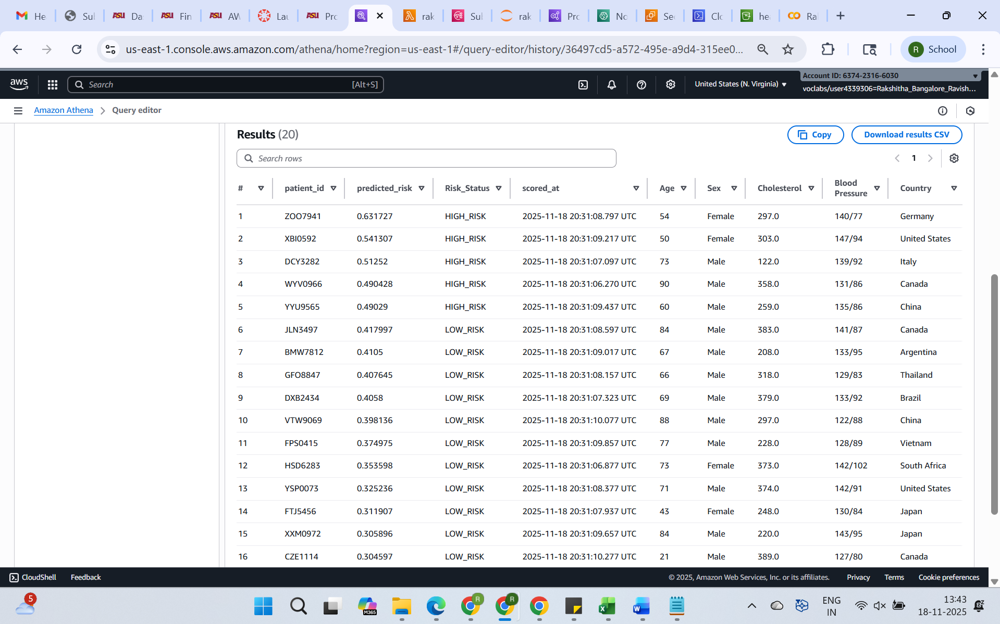 He
Sul
ASU Da
ASU Fin
ASU AW
Lau
ASU Prc
rak
Sul
rak
Prc
No
Sec
Clc
he
Ral
us-east-1.console.aws.amazon.com/athena/home?region=us-east-1#/query-editor/history/36497cd5-a572-495e-a9d4-315ee0...
R School
aws
Search [Alt+S]
United States (N. Virginia)
Account ID: 6374-2316-6030
voclabs/user4339306=Rakshitha_Bangalore_Ravish...
Amazon Athena > Query editor
Results (20)
Copy
Download results CSV
Search rows
1
# patient_id predicted_risk Risk_Status scored_at Age Sex Cholesterol Blood Pressure Country
1 ZOO7941 0.631727 HIGH_RISK 2025-11-18 20:31:08.797 UTC 54 Female 297.0 140/77 Germany
2 XBI0592 0.541307 HIGH_RISK 2025-11-18 20:31:09.217 UTC 50 Female 303.0 147/94 United States
3 DCY3282 0.51252 HIGH_RISK 2025-11-18 20:31:07.097 UTC 73 Male 122.0 139/92 Italy
4 WYV0966 0.490428 HIGH_RISK 2025-11-18 20:31:06.270 UTC 90 Male 358.0 131/86 Canada
5 YYU9565 0.49029 HIGH_RISK 2025-11-18 20:31:09.437 UTC 60 Male 259.0 135/86 China
6 JLN3497 0.417997 LOW_RISK 2025-11-18 20:31:08.597 UTC 84 Male 383.0 141/87 Canada
7 BMW7812 0.4105 LOW_RISK 2025-11-18 20:31:09.017 UTC 67 Male 208.0 133/95 Argentina
8 GFO8847 0.407645 LOW_RISK 2025-11-18 20:31:08.157 UTC 66 Male 318.0 129/83 Thailand
9 DXB2434 0.4058 LOW_RISK 2025-11-18 20:31:07.323 UTC 69 Male 379.0 133/92 Brazil
10 VTW9069 0.398136 LOW_RISK 2025-11-18 20:31:10.077 UTC 88 Male 297.0 122/88 China
11 FPS0415 0.374975 LOW_RISK 2025-11-18 20:31:09.857 UTC 77 Male 228.0 128/89 Vietnam
12 HSD6283 0.353598 LOW_RISK 2025-11-18 20:31:06.877 UTC 73 Female 373.0 142/102 South Africa
13 YSP0073 0.325236 LOW_RISK 2025-11-18 20:31:08.377 UTC 71 Male 374.0 142/91 United States
14 FTJ5456 0.311907 LOW_RISK 2025-11-18 20:31:07.937 UTC 43 Female 248.0 130/84 Japan
15 XXM0972 0.305896 LOW_RISK 2025-11-18 20:31:09.657 UTC 84 Male 220.0 143/95 Japan
16 CZE1114 0.304597 LOW_RISK 2025-11-18 20:31:10.277 UTC 21 Male 389.0 127/80 Canada
CloudShell Feedback © 2025, Amazon Web Services, Inc. or its affiliates. Privacy Terms Cookie preferences
5
M365
R
R
ENG
IN
13:43
18-11-2025